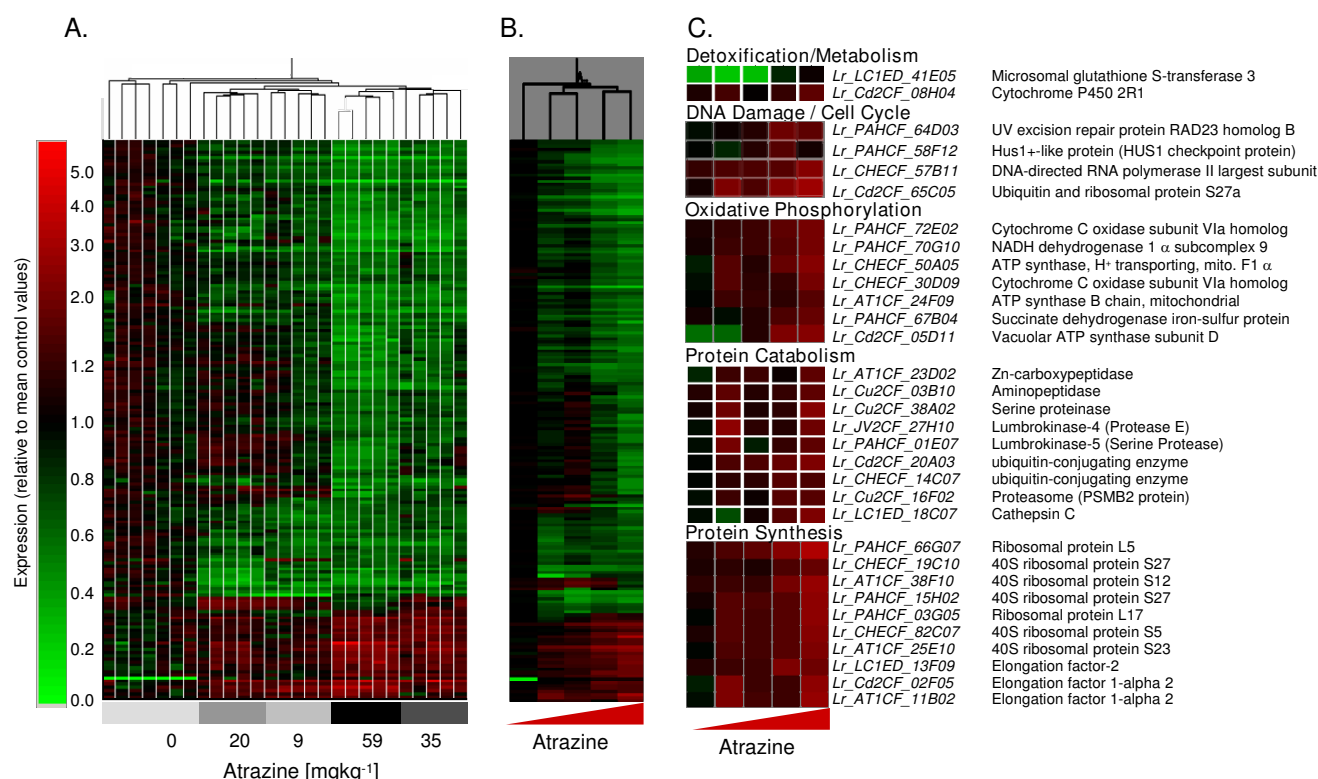 A.
B.
C.
Expression (relative to mean control values)
5.0
4.0
3.0
2.0
1.2
1.0
0.8
0.6
0.4
0.2
0.0
0 20 9 59 35
Atrazine [mgkg-1]
Atrazine
Detoxification/Metabolism
Lr_LC1ED_41E05 Microsomal glutathione S-transferase 3
Lr_Cd2CF_08H04 Cytochrome P450 2R1
DNA Damage / Cell Cycle
Lr_PAHCF_64D03 UV excision repair protein RAD23 homolog B
Lr_PAHCF_58F12 Hus1+-like protein (HUS1 checkpoint protein)
Lr_CHECF_57B11 DNA-directed RNA polymerase II largest subunit
Lr_Cd2CF_65C05 Ubiquitin and ribosomal protein S27a
Oxidative Phosphorylation
Lr_PAHCF_72E02 Cytochrome C oxidase subunit VIa homolog
Lr_PAHCF_70G10 NADH dehydrogenase 1 α subcomplex 9
Lr_CHECF_50A05 ATP synthase, H+ transporting, mito. F1 α
Lr_CHECF_30D09 Cytochrome C oxidase subunit VIa homolog
Lr_AT1CF_24F09 ATP synthase B chain, mitochondrial
Lr_PAHCF_67B04 Succinate dehydrogenase iron-sulfur protein
Lr_Cd2CF_05D11 Vacuolar ATP synthase subunit D
Protein Catabolism
Lr_AT1CF_23D02 Zn-carboxypeptidase
Lr_Cu2CF_03B10 Aminopeptidase
Lr_Cu2CF_38A02 Serine proteinase
Lr_JV2CF_27H10 Lumbrokinase-4 (Protease E)
Lr_PAHCF_01E07 Lumbrokinase-5 (Serine Protease)
Lr_Cd2CF_20A03 ubiquitin-conjugating enzyme
Lr_CHECF_14C07 ubiquitin-conjugating enzyme
Lr_Cu2CF_16F02 Proteasome (PSMB2 protein)
Lr_LC1ED_18C07 Cathepsin C
Protein Synthesis
Lr_PAHCF_66G07 Ribosomal protein L5
Lr_CHECF_19C10 40S ribosomal protein S27
Lr_AT1CF_38F10 40S ribosomal protein S12
Lr_PAHCF_15H02 40S ribosomal protein S27
Lr_PAHCF_03G05 Ribosomal protein L17
Lr_CHECF_82C07 40S ribosomal protein S5
Lr_AT1CF_25E10 40S ribosomal protein S23
Lr_LC1ED_13F09 Elongation factor-2
Lr_Cd2CF_02F05 Elongation factor 1-alpha 2
Lr_AT1CF_11B02 Elongation factor 1-alpha 2
Atrazine